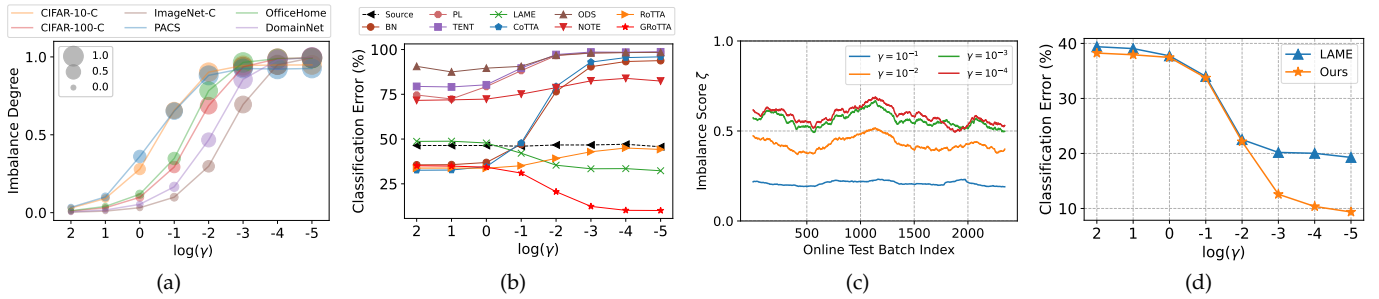 CIFAR-10-C ImageNet-C OfficeHome
CIFAR-100-C PACS DomainNet
Imbalance Degree
1.0
0.5
0.0
1.0
0.5
0.0
2 1 0 -1 -2 -3 -4 -5
log(γ)
(a)
Source PL LAME ODS RoTTA
BN TENT CoTTA NOTE GRoTTA
Classification Error (%)
100
75
50
25
2 1 0 -1 -2 -3 -4 -5
log(γ)
(b)
Imbalance Score ζ
1.0
0.5
0.0
γ = 10⁻¹ γ = 10⁻³
γ = 10⁻² γ = 10⁻⁴
500 1000 1500 2000
Online Test Batch Index
(c)
Classification Error (%)
40
30
20
10
LAME
Ours
2 1 0 -1 -2 -3 -4 -5
log(γ)
(d)